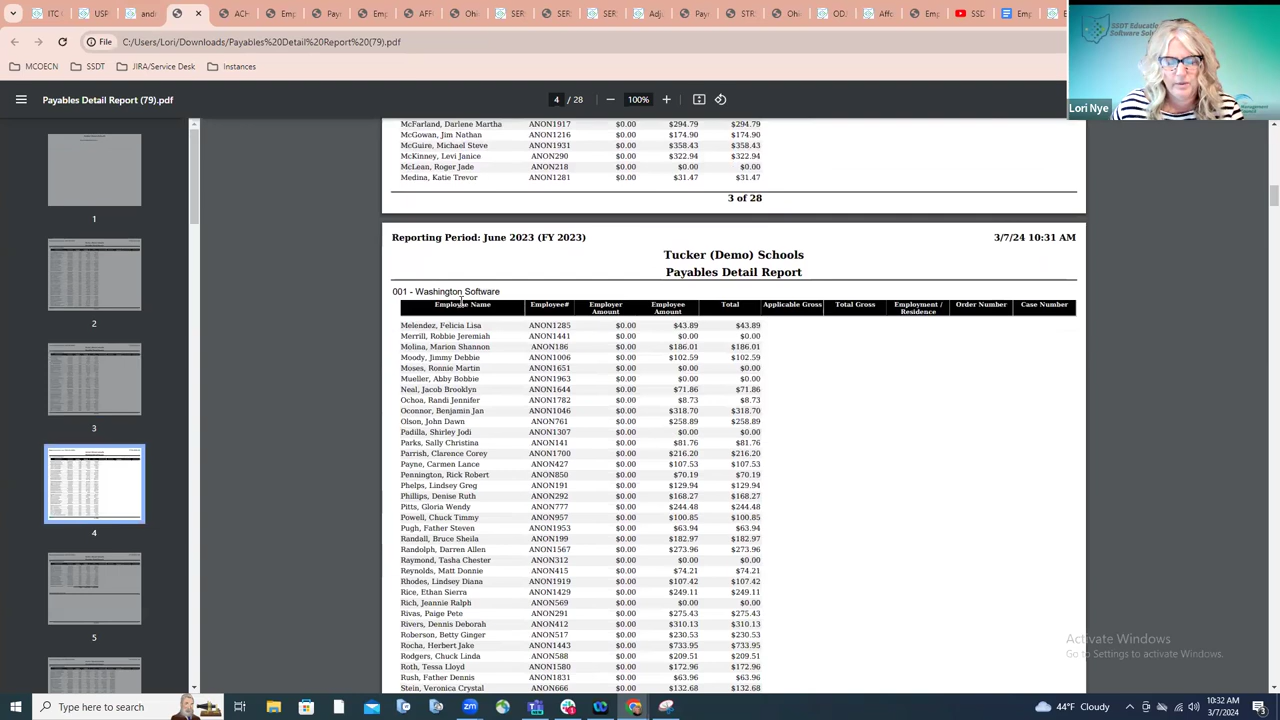 SSDT
ODJ
SSDT
Emp
File
C:/Users/Lori/Downloads/Payables%20Detail%20Report%20(79).pdf
MCOECN
SSDT
JIRA/Service Desk
Instances
SSDT Educatio
Software Sol
Lori Nye
Payables Detail Report (79).pdf
4 / 28
100%
1
2
3
4
5
McFarland, Darlene Martha ANON1917 $0.00 $294.79 $294.79
McGowan, Jim Nathan ANON1216 $0.00 $174.90 $174.90
McGuire, Michael Steve ANON1931 $0.00 $358.43 $358.43
McKinney, Levi Janice ANON290 $0.00 $322.94 $322.94
McLean, Roger Jade ANON218 $0.00 $0.00 $0.00
Medina, Katie Trevor ANON1281 $0.00 $31.47 $31.47
3 of 28
Reporting Period: June 2023 (FY 2023) 3/7/24 10:31 AM
Tucker (Demo) Schools
Payables Detail Report
001 - Washington Software
Employee Name Employee# Employer Amount Employee Amount Total Applicable Gross Total Gross Employment / Residence Order Number Case Number
Melendez, Felicia Lisa ANON1285 $0.00 $43.89 $43.89
Merrill, Robbie Jeremiah ANON1441 $0.00 $0.00 $0.00
Molina, Marion Shannon ANON186 $0.00 $186.01 $186.01
Moody, Jimmy Debbie ANON1006 $0.00 $102.59 $102.59
Moses, Ronnie Martin ANON1651 $0.00 $0.00 $0.00
Mueller, Abby Bobbie ANON1963 $0.00 $0.00 $0.00
Neal, Jacob Brooklyn ANON1644 $0.00 $71.86 $71.86
Ochoa, Randi Jennifer ANON1782 $0.00 $8.73 $8.73
Oconnor, Benjamin Jan ANON1046 $0.00 $318.70 $318.70
Olson, John Dawn ANON761 $0.00 $258.89 $258.89
Padilla, Shirley Jodi ANON1307 $0.00 $0.00 $0.00
Parks, Sally Christina ANON141 $0.00 $81.76 $81.76
Parrish, Clarence Corey ANON1700 $0.00 $216.20 $216.20
Payne, Carmen Lance ANON427 $0.00 $107.53 $107.53
Pennington, Rick Robert ANON850 $0.00 $70.19 $70.19
Phelps, Lindsey Greg ANON191 $0.00 $129.94 $129.94
Phillips, Denise Ruth ANON292 $0.00 $168.27 $168.27
Pitts, Gloria Wendy ANON777 $0.00 $244.48 $244.48
Powell, Chuck Timmy ANON957 $0.00 $100.85 $100.85
Pugh, Father Steven ANON1953 $0.00 $63.94 $63.94
Randall, Bruce Sheila ANON199 $0.00 $182.97 $182.97
Randolph, Darren Allen ANON1567 $0.00 $273.96 $273.96
Raymond, Tasha Chester ANON312 $0.00 $0.00 $0.00
Reynolds, Matt Donnie ANON415 $0.00 $74.21 $74.21
Rhodes, Lindsey Diana ANON1919 $0.00 $107.42 $107.42
Rice, Ethan Sierra ANON1429 $0.00 $249.11 $249.11
Rich, Jeannie Ralph ANON569 $0.00 $0.00 $0.00
Rivas, Paige Pete ANON291 $0.00 $275.43 $275.43
Rivers, Dennis Deborah ANON412 $0.00 $310.13 $310.13
Roberson, Betty Ginger ANON517 $0.00 $230.53 $230.53
Rocha, Herbert Jake ANON1443 $0.00 $733.95 $733.95
Rodgers, Chuck Linda ANON588 $0.00 $209.51 $209.51
Roth, Tessa Lloyd ANON1580 $0.00 $172.96 $172.96
Rush, Father Dennis ANON1831 $0.00 $63.96 $63.96
Stein, Veronica Crystal ANON666 $0.00 $132.68 $132.68
Activate Windows
Go to Settings to activate Windows.
Type here to search
44°F Cloudy
10:32 AM
3/7/2024